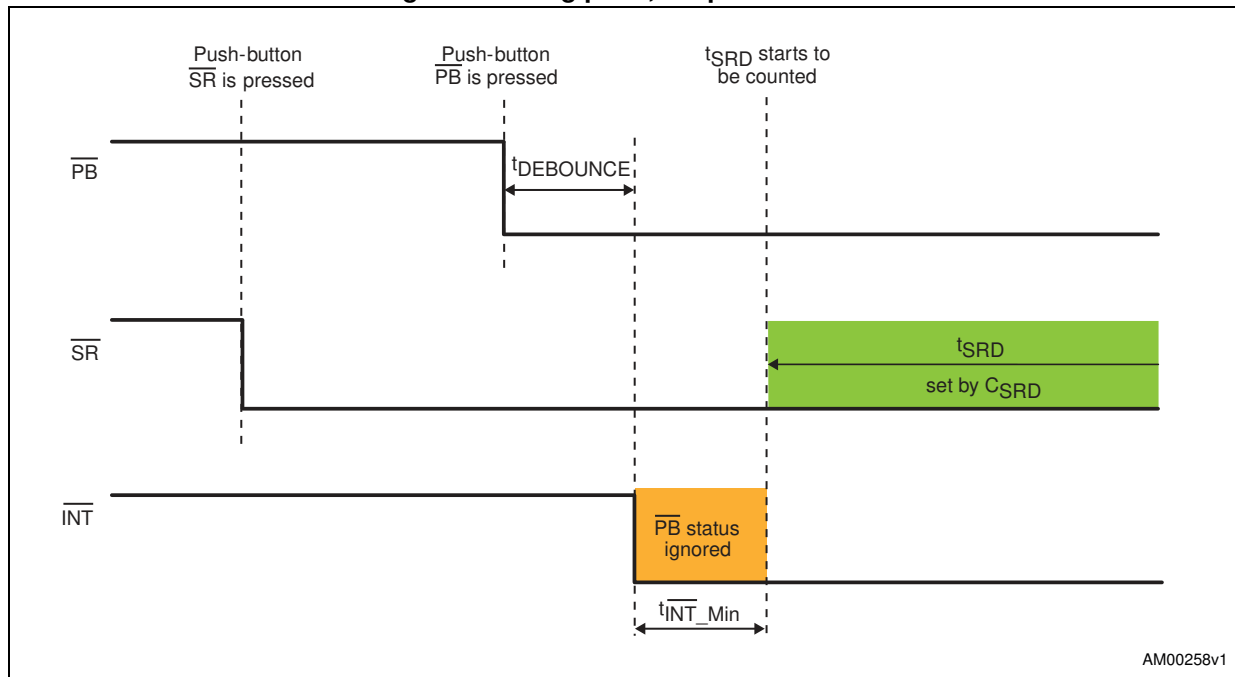 Push-button
SR is pressed
Push-button
PB is pressed
tSRD starts to
be counted
PB
tDEBOUNCE
SR
tSRD
set by CSRD
INT
PB status
ignored
tINT_Min
AM00258v1